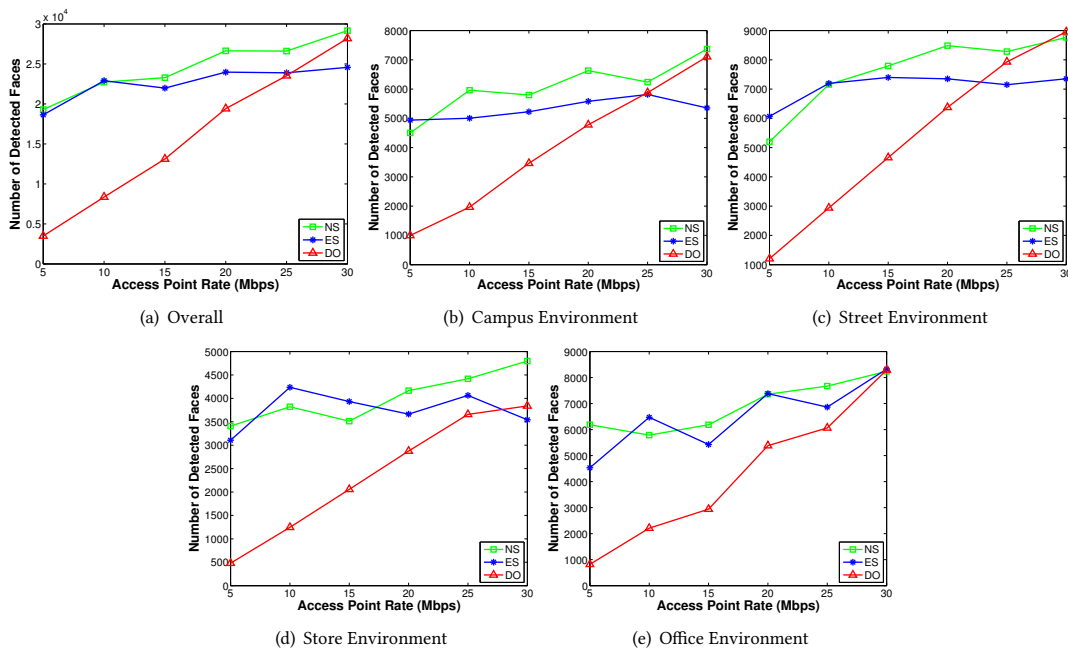 × 10⁴
3
2.5
2
1.5
1
0.5
0
5 10 15 20 25 30
Number of Detected Faces
Access Point Rate (Mbps)
NS
ES
DO
(a) Overall
8000
7000
6000
5000
4000
3000
2000
1000
0
5 10 15 20 25 30
Number of Detected Faces
Access Point Rate (Mbps)
NS
ES
DO
(b) Campus Environment
9000
8000
7000
6000
5000
4000
3000
2000
1000
5 10 15 20 25 30
Number of Detected Faces
Access Point Rate (Mbps)
NS
ES
DO
(c) Street Environment
5000
4500
4000
3500
3000
2500
2000
1500
1000
500
0
5 10 15 20 25 30
Number of Detected Faces
Access Point Rate (Mbps)
NS
ES
DO
(d) Store Environment
9000
8000
7000
6000
5000
4000
3000
2000
1000
0
5 10 15 20 25 30
Number of Detected Faces
Access Point Rate (Mbps)
NS
ES
DO
(e) Office Environment